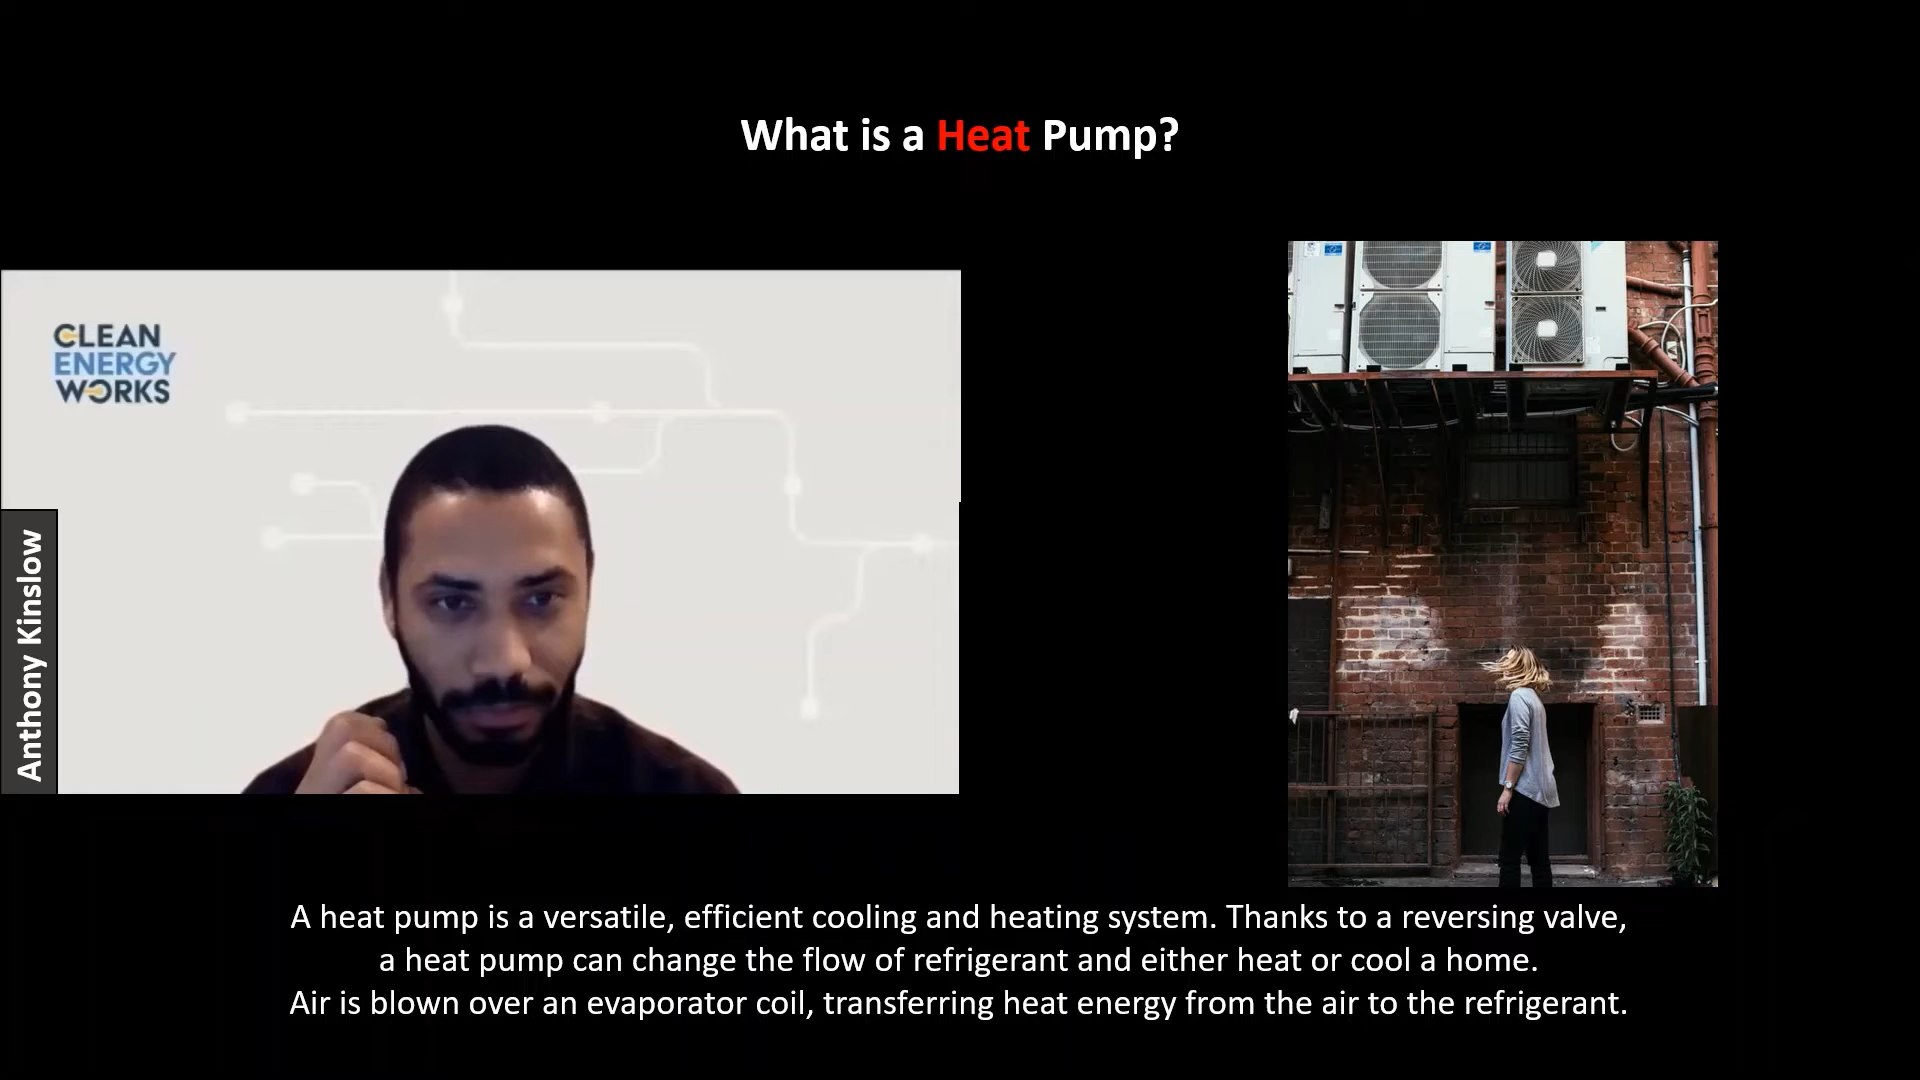 What is a Heat Pump?
CLEAN
ENERGY
WORKS
Anthony Kinslow
A heat pump is a versatile, efficient cooling and heating system. Thanks to a reversing valve,
a heat pump can change the flow of refrigerant and either heat or cool a home.
Air is blown over an evaporator coil, transferring heat energy from the air to the refrigerant.